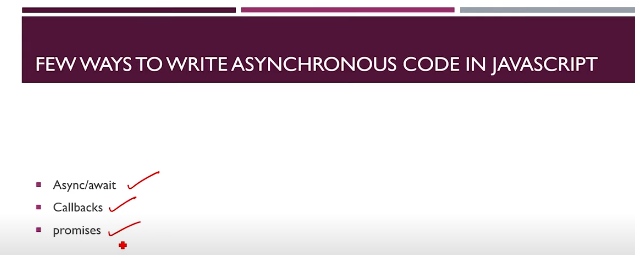 FEW WAYS TO WRITE ASYNCHRONOUS CODE IN JAVASCRIPT
Async/await
Callbacks
promises